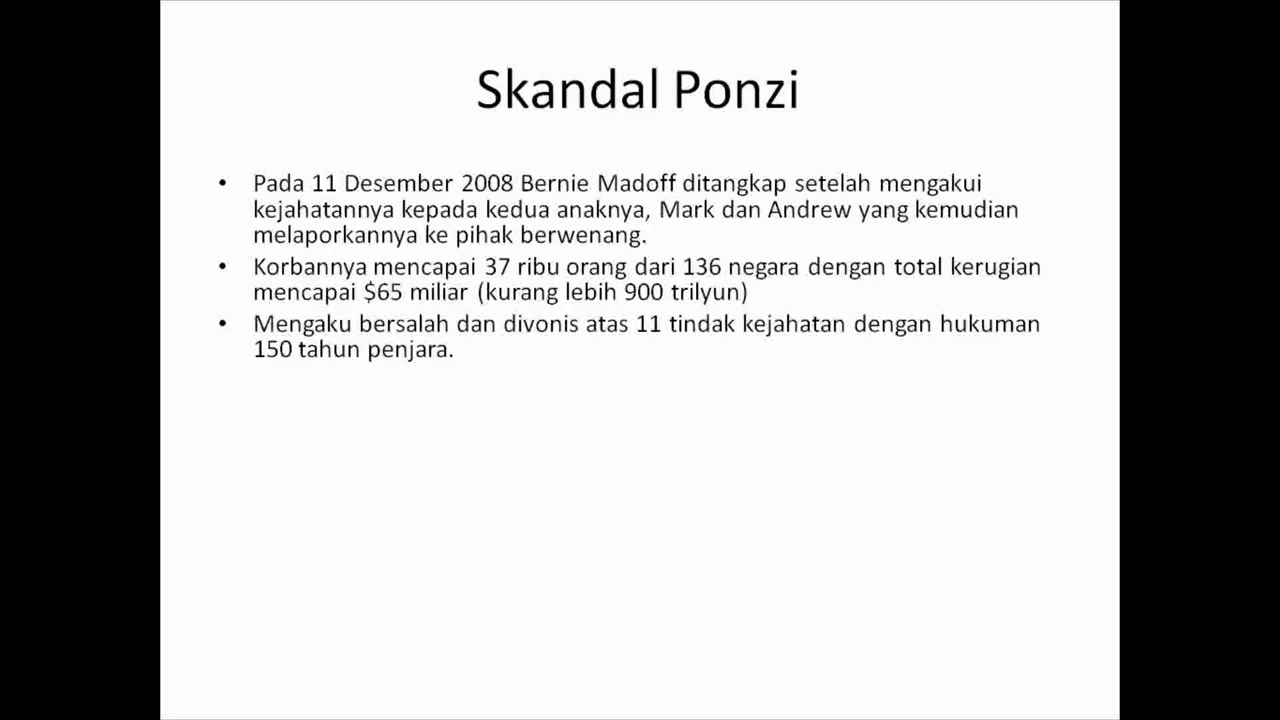 Skandal Ponzi
• Pada 11 Desember 2008 Bernie Madoff ditangkap setelah mengakui
kejahatannya kepada kedua anaknya, Mark dan Andrew yang kemudian
melaporkannya ke pihak berwenang.
• Korbannya mencapai 37 ribu orang dari 136 negara dengan total kerugian
mencapai $65 miliar (kurang lebih 900 trilyun)
• Mengaku bersalah dan divonis atas 11 tindak kejahatan dengan hukuman
150 tahun penjara.